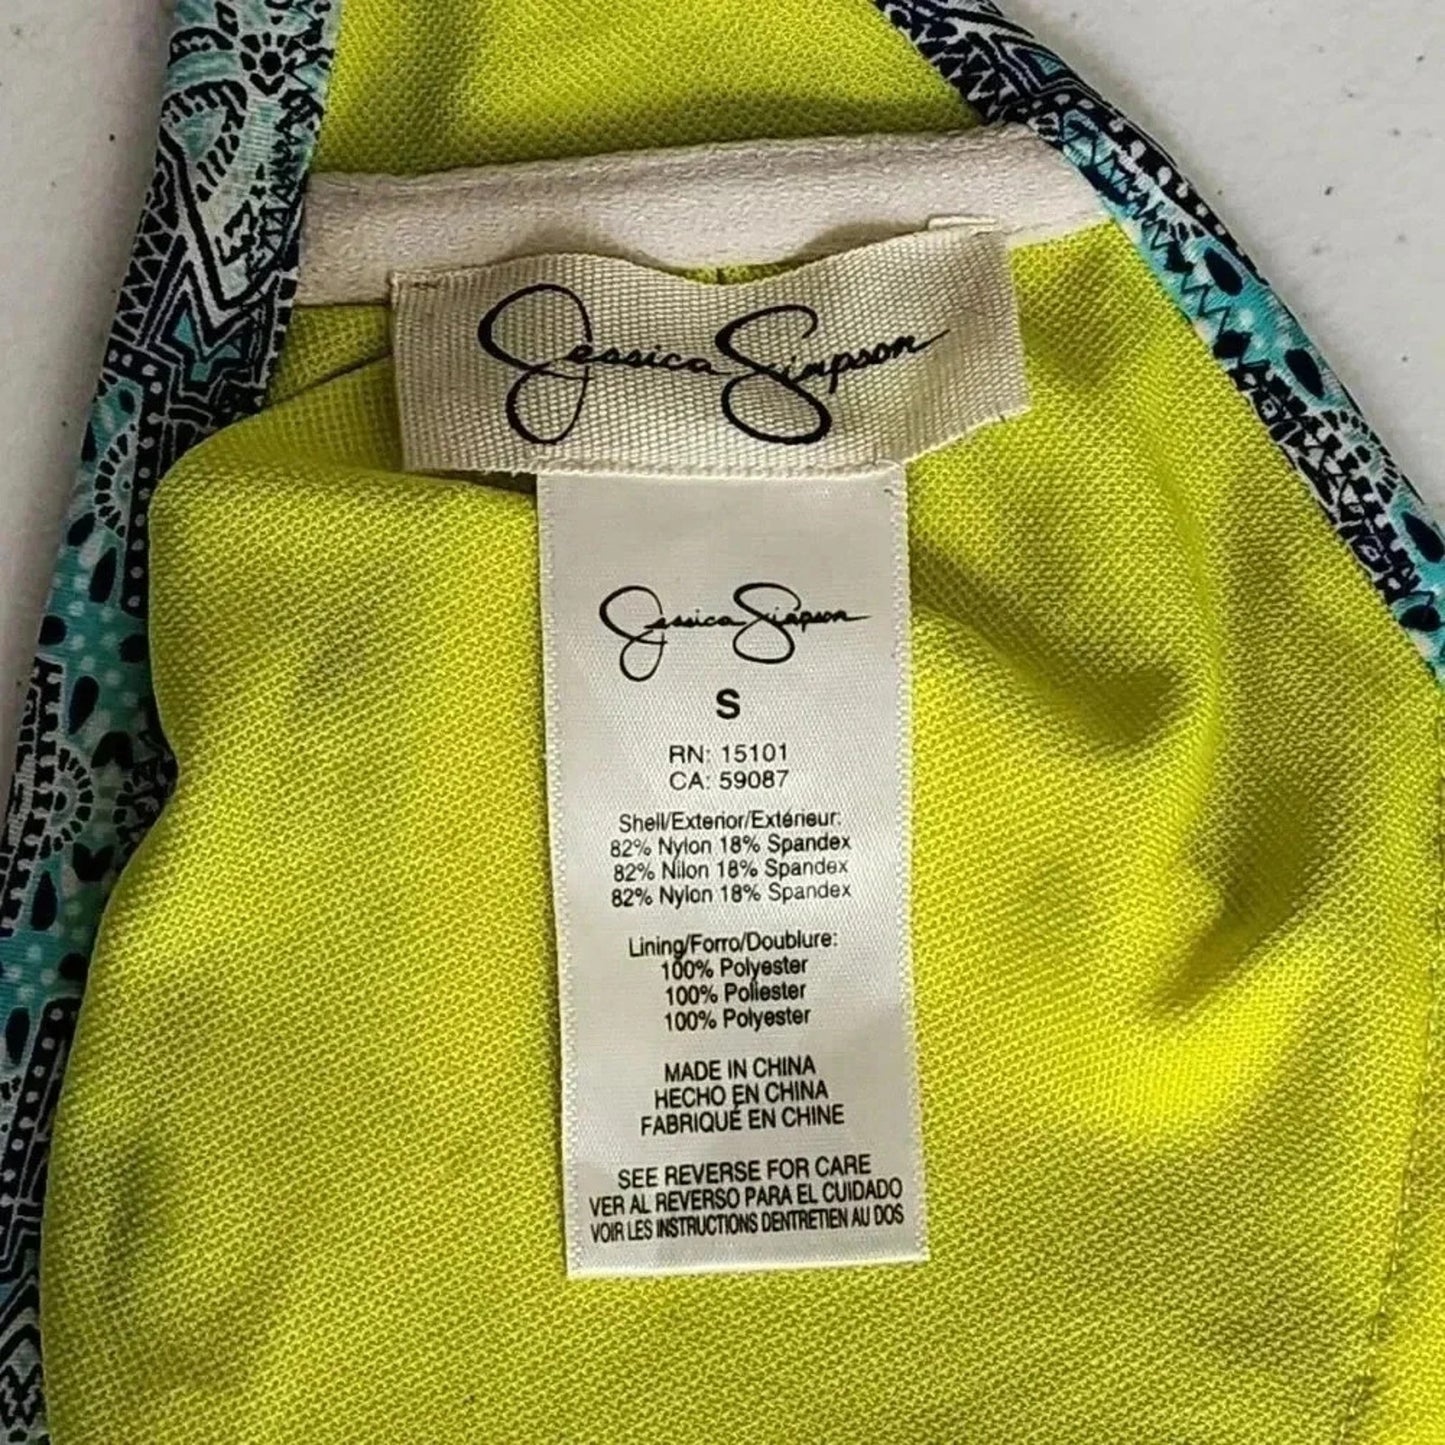 Jessica Simpson
Jessica Simpson
S
RN: 15101
CA: 59087
Shell/Exterior/Extérieur:
82% Nylon 18% Spandex
82% Nilon 18% Spandex
82% Nylon 18% Spandex
Lining/Forro/Doublure:
100% Polyester
100% Poliester
100% Polyester
MADE IN CHINA
HECHO EN CHINA
FABRIQUÉ EN CHINE
SEE REVERSE FOR CARE
VER AL REVERSO PARA EL CUIDADO
VOIR LES INSTRUCTIONS DENTRETIEN AU DOS